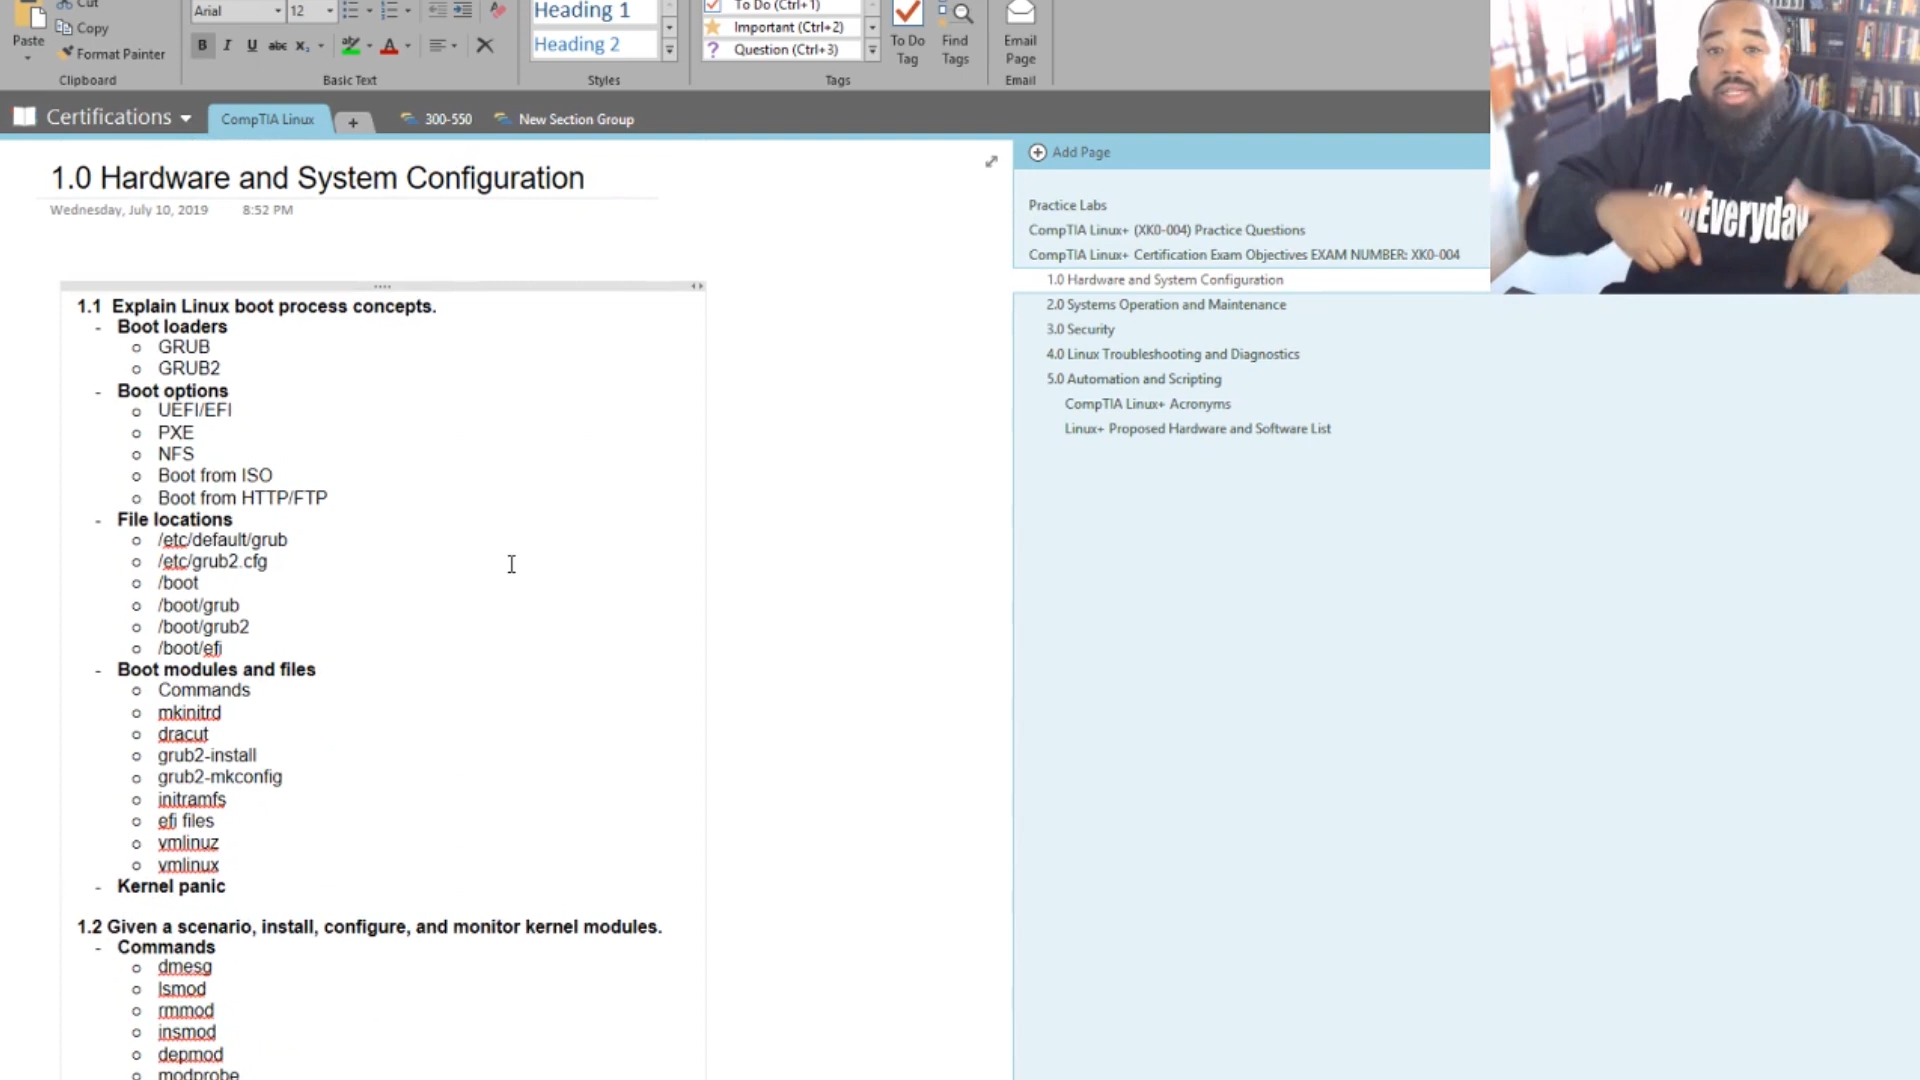 Cut
Arial
12
Heading 1
To Do (Ctrl+1)
Paste
Copy
Important (Ctrl+2)
To Do
Tag
Find
Tags
Email
Page
Format Painter
B I U abc X
A
Heading 2
? Question (Ctrl+3)
Clipboard
Basic Text
Styles
Tags
Email
Certifications
CompTIA Linux
+
300-550
New Section Group
1.0 Hardware and System Configuration
Wednesday, July 10, 2019 8:52 PM
1.1 Explain Linux boot process concepts.
- Boot loaders
o GRUB
o GRUB2
- Boot options
o UEFI/EFI
o PXE
o NFS
o Boot from ISO
o Boot from HTTP/FTP
- File locations
o /etc/default/grub
o /etc/grub2.cfg
o /boot
o /boot/grub
o /boot/grub2
o /boot/efi
- Boot modules and files
o Commands
o mkinitrd
o dracut
o grub2-install
o grub2-mkconfig
o initramfs
o efi files
o vmlinuz
o vmlinux
- Kernel panic
1.2 Given a scenario, install, configure, and monitor kernel modules.
- Commands
o dmesg
o lsmod
o rmmod
o insmod
o depmod
modprobe
Add Page
Practice Labs
CompTIA Linux+ (XK0-004) Practice Questions
CompTIA Linux+ Certification Exam Objectives EXAM NUMBER: XK0-004
1.0 Hardware and System Configuration
2.0 Systems Operation and Maintenance
3.0 Security
4.0 Linux Troubleshooting and Diagnostics
5.0 Automation and Scripting
CompTIA Linux+ Acronyms
Linux+ Proposed Hardware and Software List